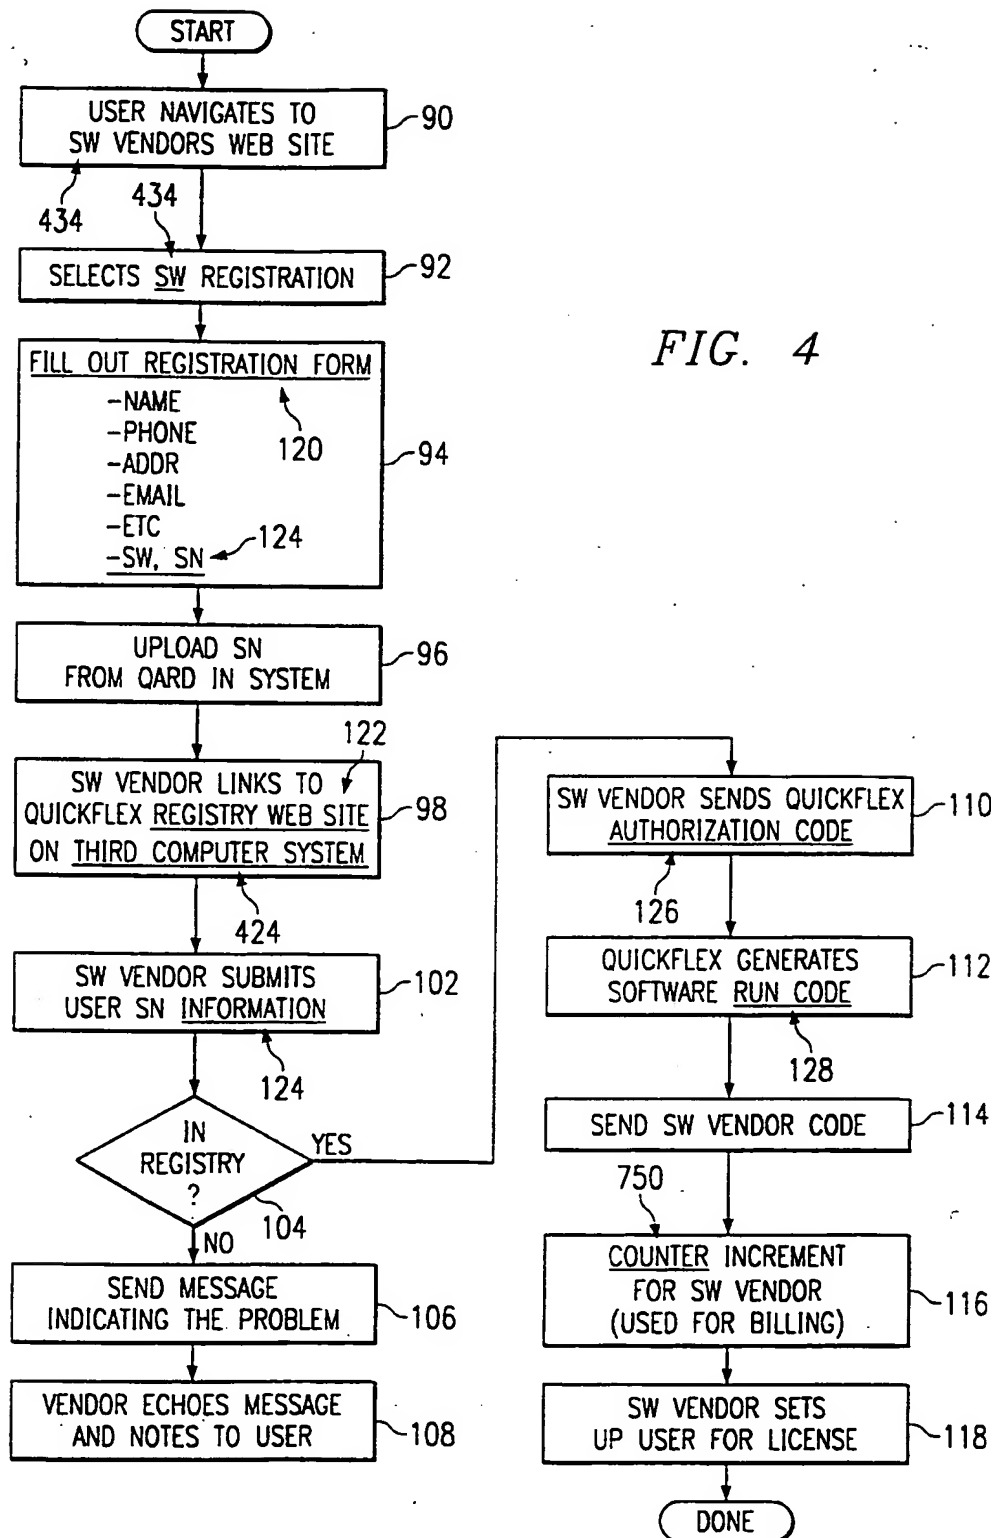 START
USER NAVIGATES TO
SW VENDORS WEB SITE
90
434
434
SELECTS SW REGISTRATION
92
FIG. 4
FILL OUT REGISTRATION FORM
-NAME
-PHONE
-ADDR
-EMAIL
-ETC
-SW, SN
120
124
94
UPLOAD SN
FROM QARD IN SYSTEM
96
122
SW VENDOR LINKS TO
QUICKFLEX REGISTRY WEB SITE
ON THIRD COMPUTER SYSTEM
98
424
SW VENDOR SUBMITS
USER SN INFORMATION
102
124
IN
REGISTRY
?
YES
104
NO
SEND MESSAGE
INDICATING THE PROBLEM
106
VENDOR ECHOES MESSAGE
AND NOTES TO USER
108
SW VENDOR SENDS QUICKFLEX
AUTHORIZATION CODE
110
126
QUICKFLEX GENERATES
SOFTWARE RUN CODE
112
128
SEND SW VENDOR CODE
114
750
COUNTER INCREMENT
FOR SW VENDOR
(USED FOR BILLING)
116
SW VENDOR SETS
UP USER FOR LICENSE
118
DONE